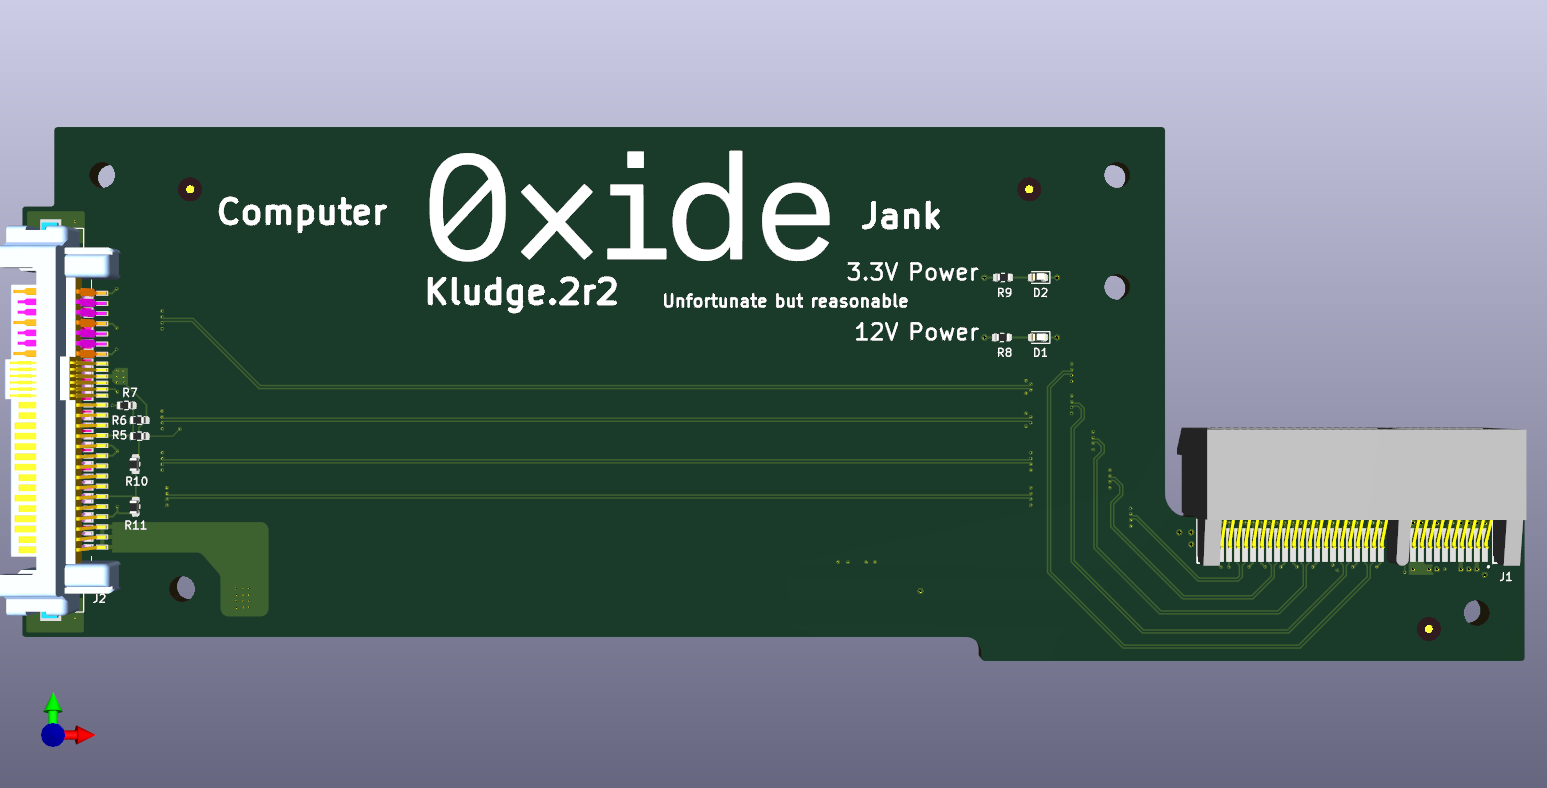 Computer 0xide Jank
Kludge.2r2
Unfortunate but reasonable
3.3V Power
R9 D2
12V Power
R8 D1
R7
R6
R5
R10
R11
J2
J1